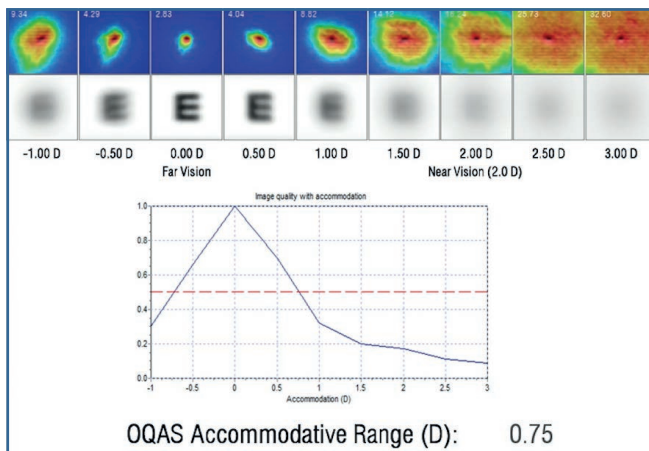 9.34 4.29 2.83 4.04 8.82 14.12 25.73 32.60
E E E E E
-1.00 D -0.50 D 0.00 D 0.50 D 1.00 D 1.50 D 2.00 D 2.50 D 3.00 D
Far Vision Near Vision (2.0 D)
Image quality with accommodation
1.0
0.8
0.6
0.4
0.2
0.0
-1 -0.5 0 0.5 1 1.5 2 2.5 3
Accommodation (D)
OQAS Accommodative Range (D): 0.75